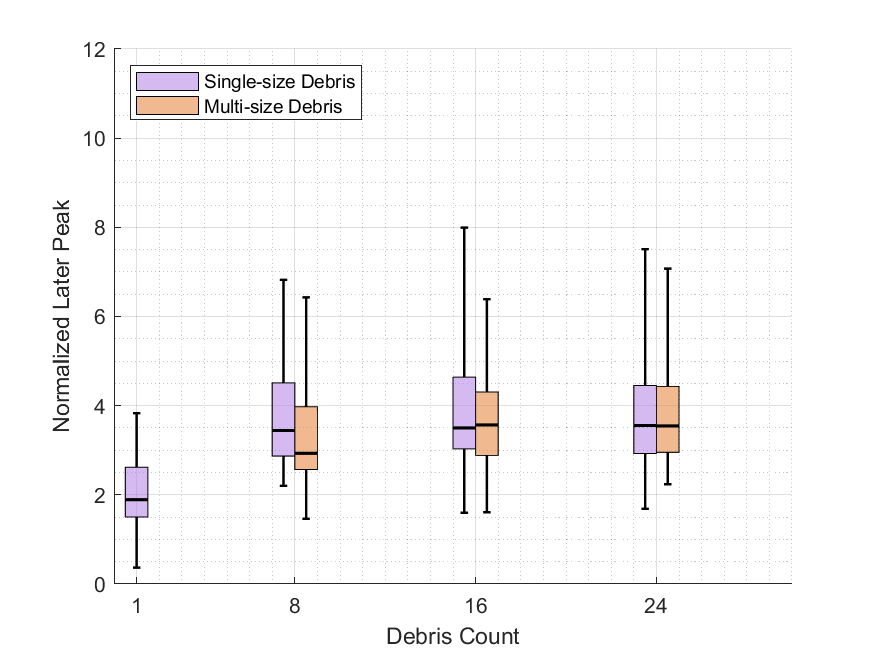 12
10
8
6
4
2
0
Normalized Later Peak
Single-size Debris
Multi-size Debris
1 8 16 24
Debris Count